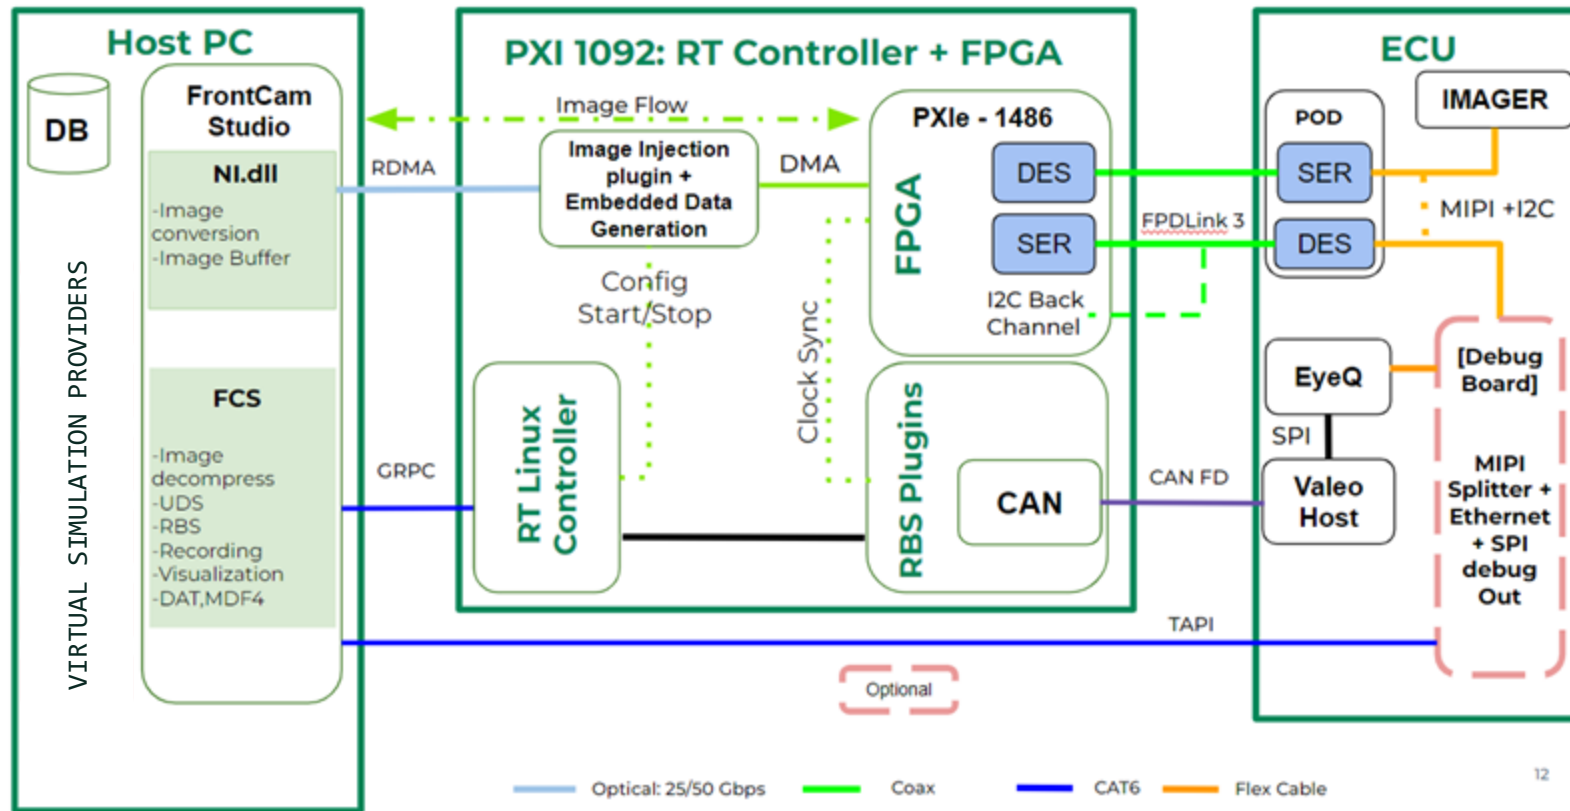 Host PC
DB
VIRTUAL SIMULATION PROVIDERS
FrontCam
Studio
NI.dll
-Image
conversion
-Image Buffer
FCS
-Image
decompress
-UDS
-RBS
-Recording
-Visualization
-DAT,MDF4
RDMA
GRPC
PXI 1092: RT Controller + FPGA
Image Flow
Image Injection
plugin +
Embedded Data
Generation
DMA
Config
Start/Stop
Clock Sync
RT Linux
Controller
PXIe - 1486
FPGA
DES
SER
I2C Back
Channel
RBS Plugins
CAN
FPDLink 3
CAN FD
TAPI
ECU
POD
SER
DES
IMAGER
MIPI +I2C
EyeQ
SPI
Valeo
Host
[Debug
Board]
MIPI
Splitter +
Ethernet
+ SPI
debug
Out
Optional
Optical: 25/50 Gbps
Coax
CAT6
Flex Cable
12